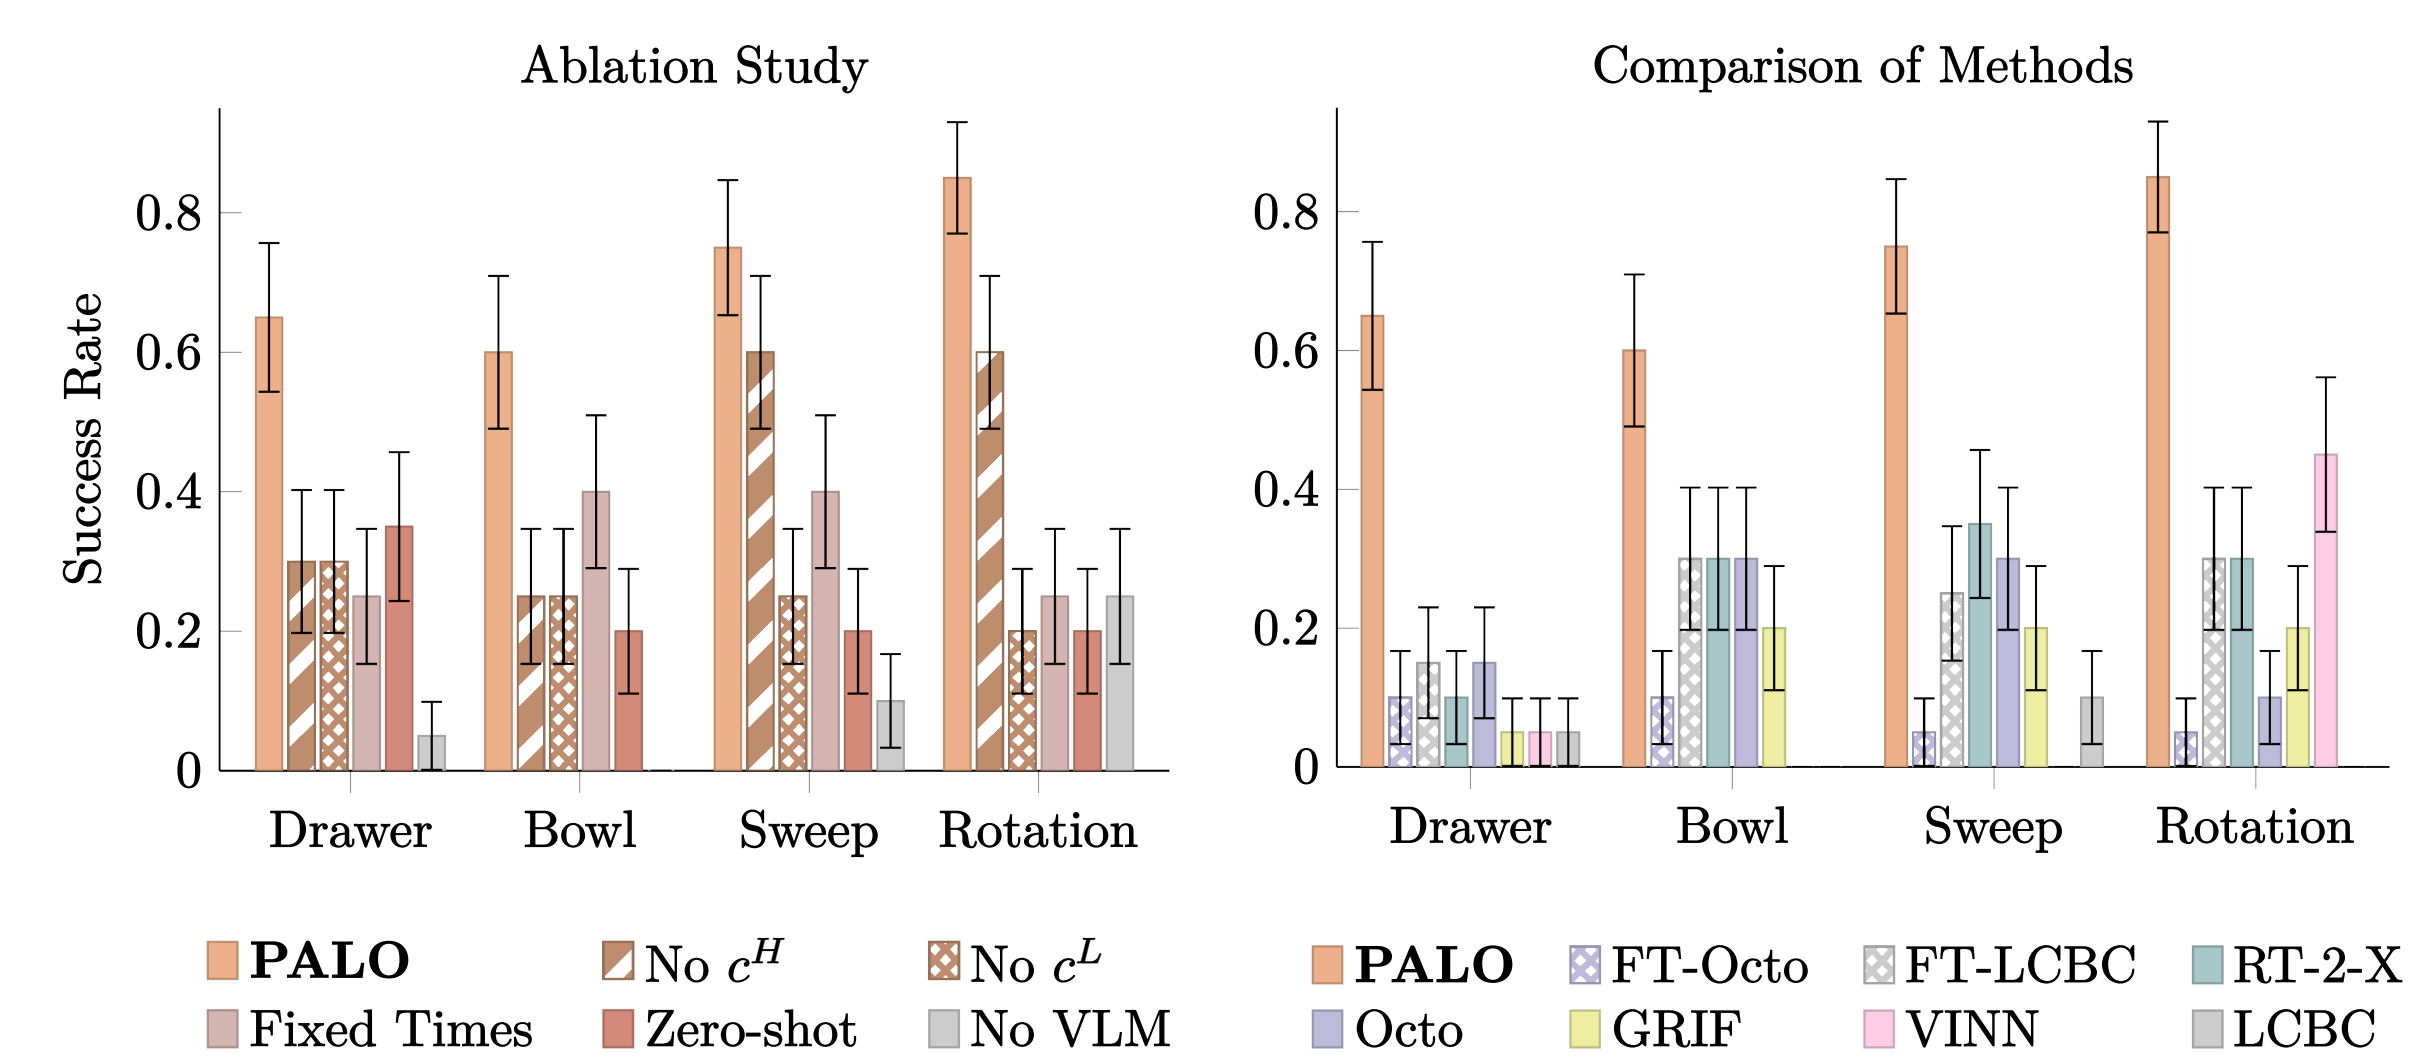 Ablation Study
Success Rate
0.8
0.6
0.4
0.2
0
Drawer Bowl Sweep Rotation
PALO No c^H No c^L
Fixed Times Zero-shot No VLM
Comparison of Methods
0.8
0.6
0.4
0.2
0
Drawer Bowl Sweep Rotation
PALO FT-Octo FT-LCBC RT-2-X
Octo GRIF VINN LCBC